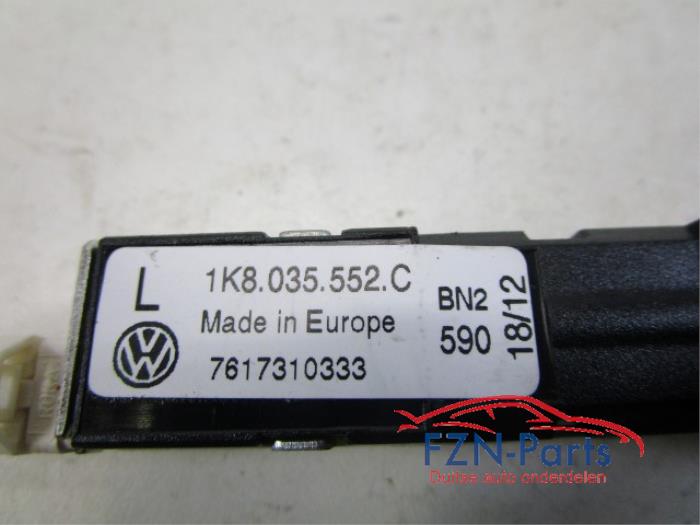 L
1K8.035.552.C
Made in Europe
7617310333
BN2
590
18/12
FZN-Parts
Duitse auto onderdelen